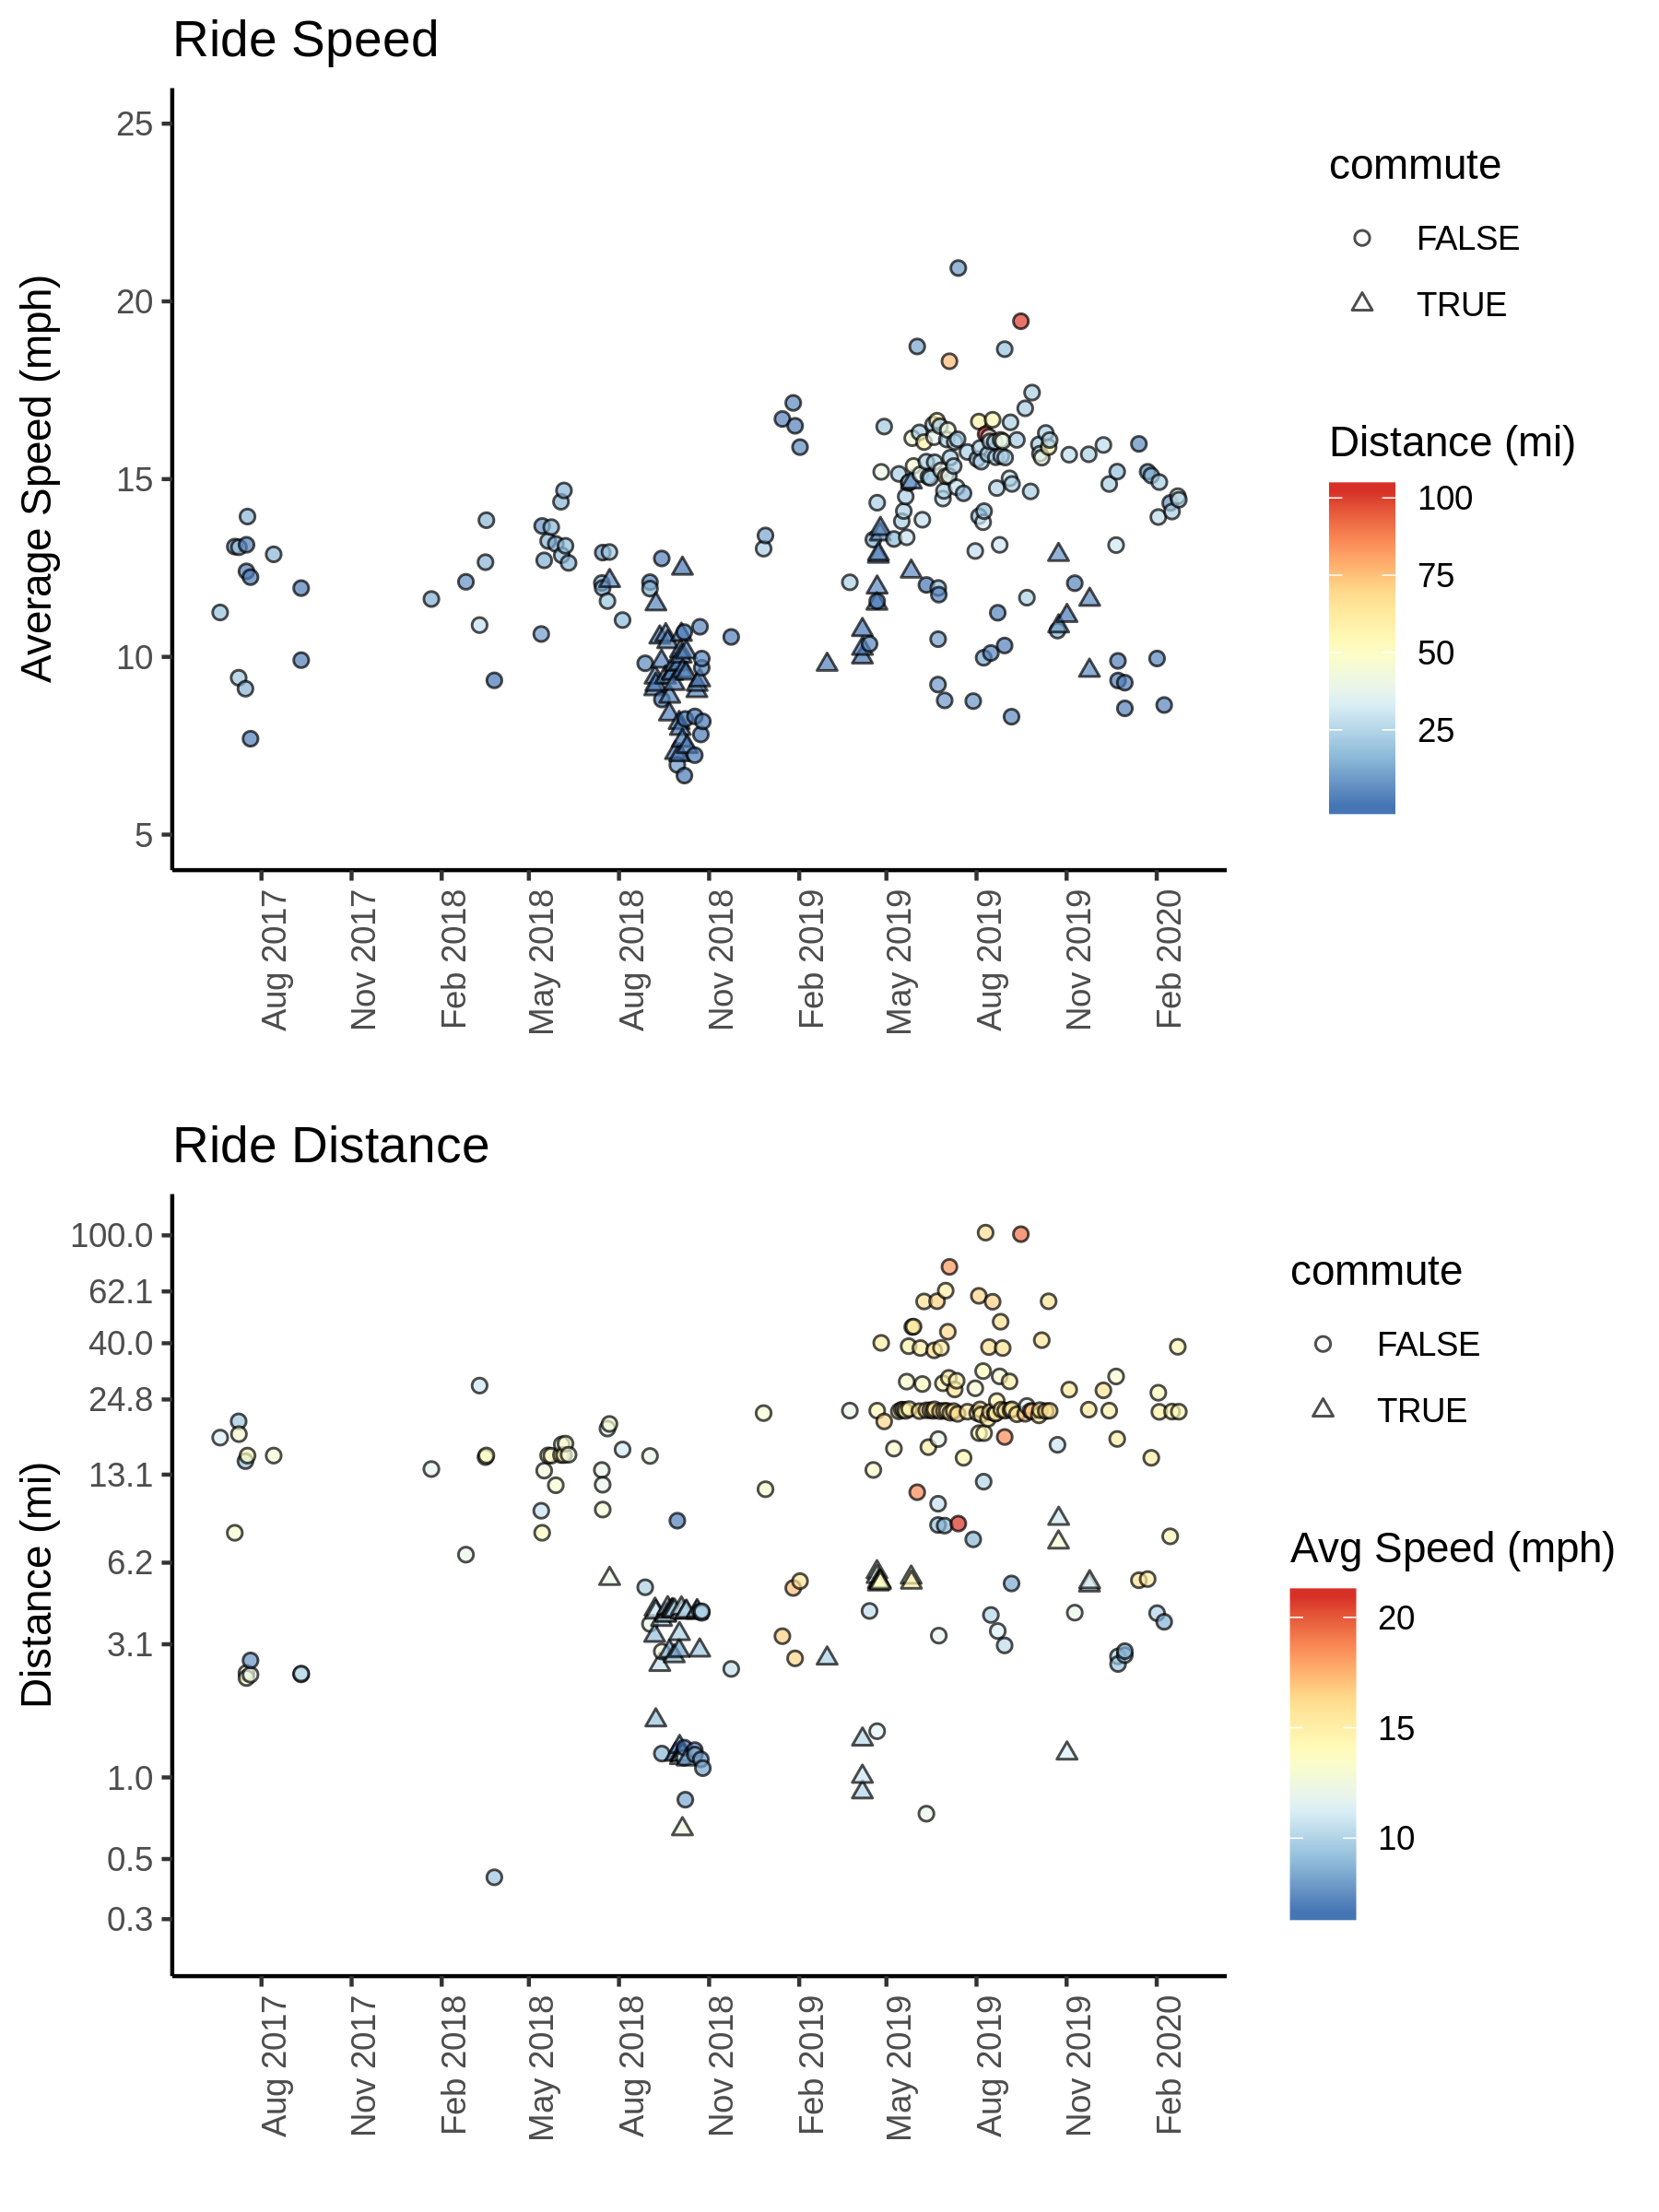 Ride Speed
Average Speed (mph)
25
20
15
10
5
Aug 2017
Nov 2017
Feb 2018
May 2018
Aug 2018
Nov 2018
Feb 2019
May 2019
Aug 2019
Nov 2019
Feb 2020
commute
FALSE
TRUE
Distance (mi)
100
75
50
25
Ride Distance
Distance (mi)
100.0
62.1
40.0
24.8
13.1
6.2
3.1
1.0
0.5
0.3
Aug 2017
Nov 2017
Feb 2018
May 2018
Aug 2018
Nov 2018
Feb 2019
May 2019
Aug 2019
Nov 2019
Feb 2020
commute
FALSE
TRUE
Avg Speed (mph)
20
15
10